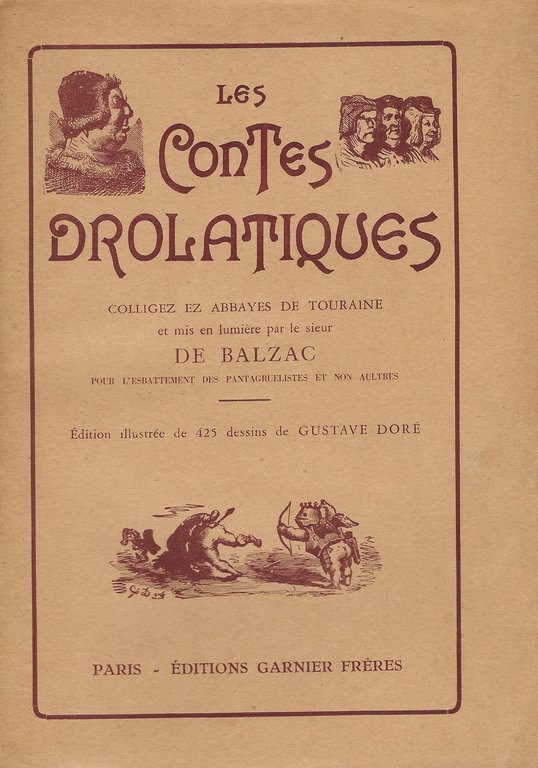 LES
CONTES
DROLATIQUES
COLLIGEZ EZ ABBAYES DE TOURAINE
et mis en lumière par le sieur
DE BALZAC
POUR L'ESBATTEMENT DES PANTAGRUELISTES ET NON AULTRES
Édition illustrée de 425 dessins de GUSTAVE DORÉ
G. Doré
PARIS - ÉDITIONS GARNIER FRÈRES